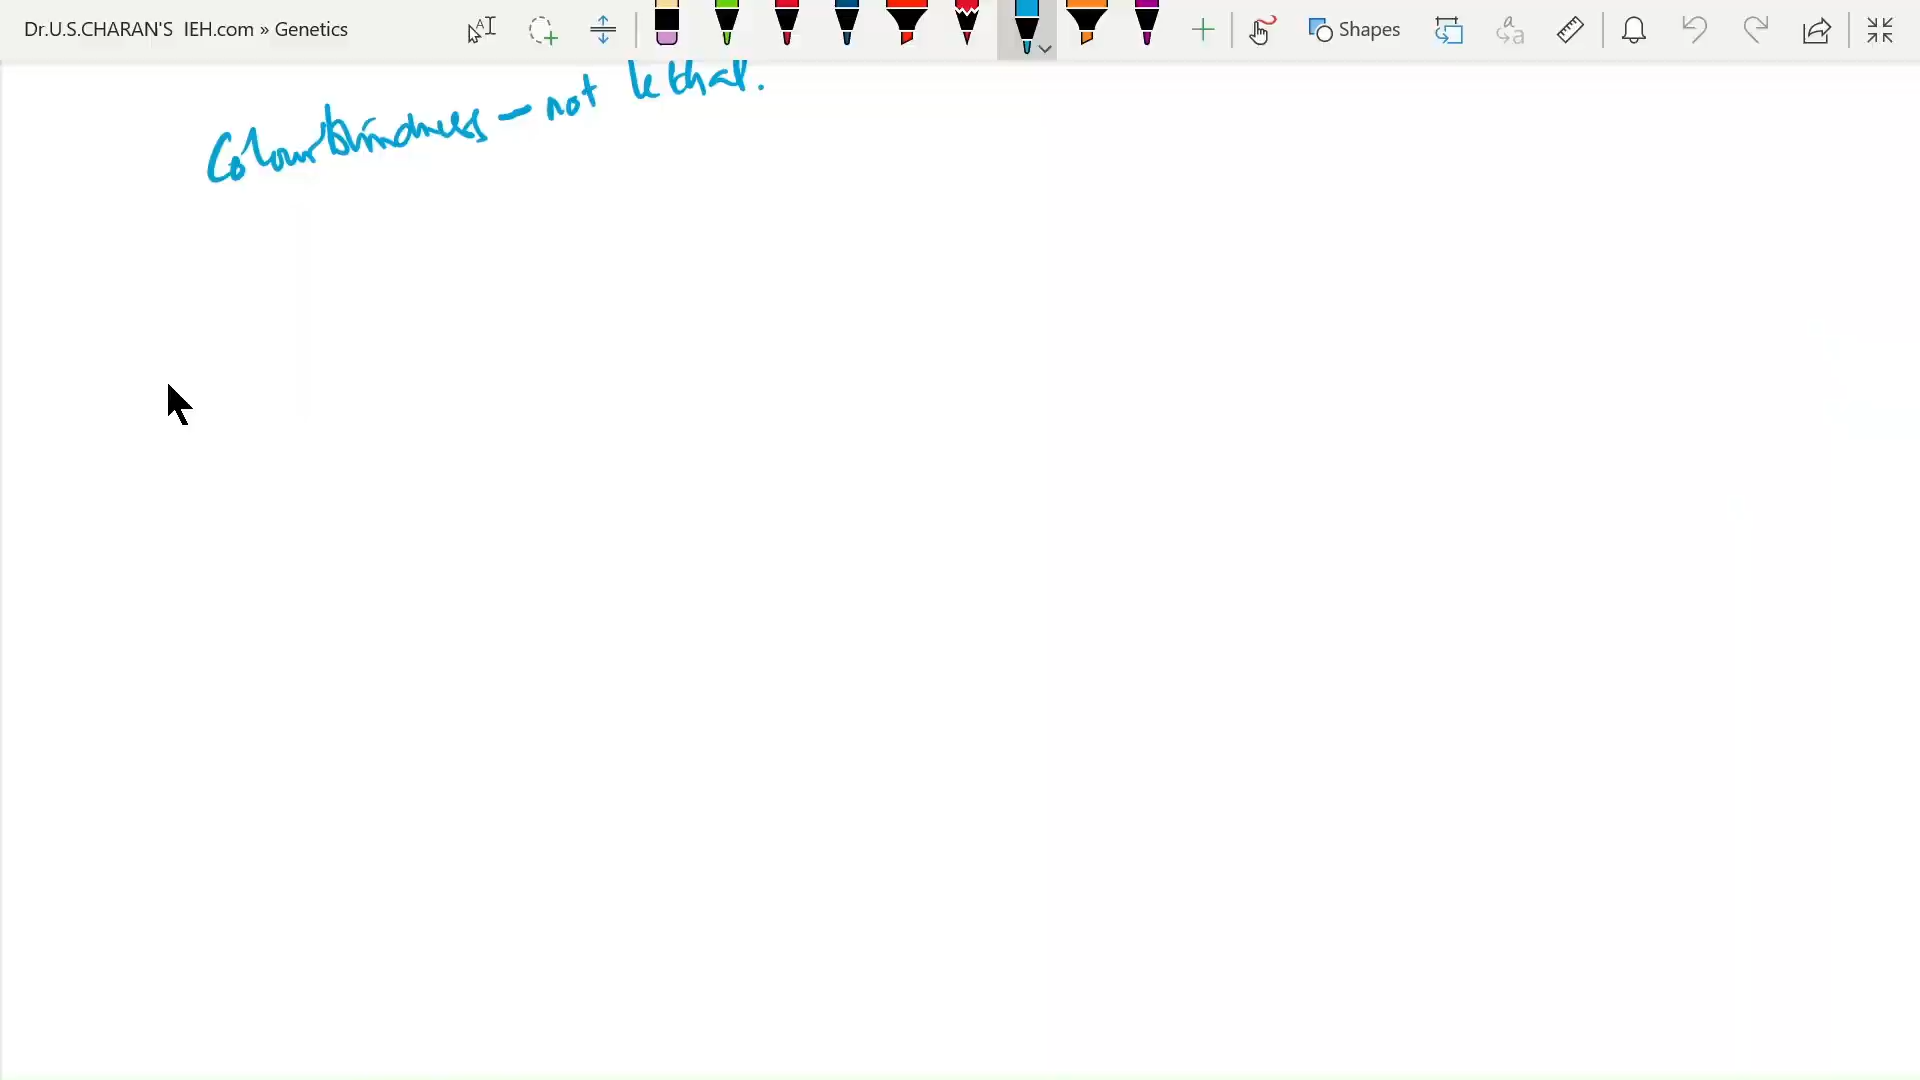 Dr.U.S.CHARAN'S IEH.com » Genetics
Shapes
Colourblindness - not lethal.